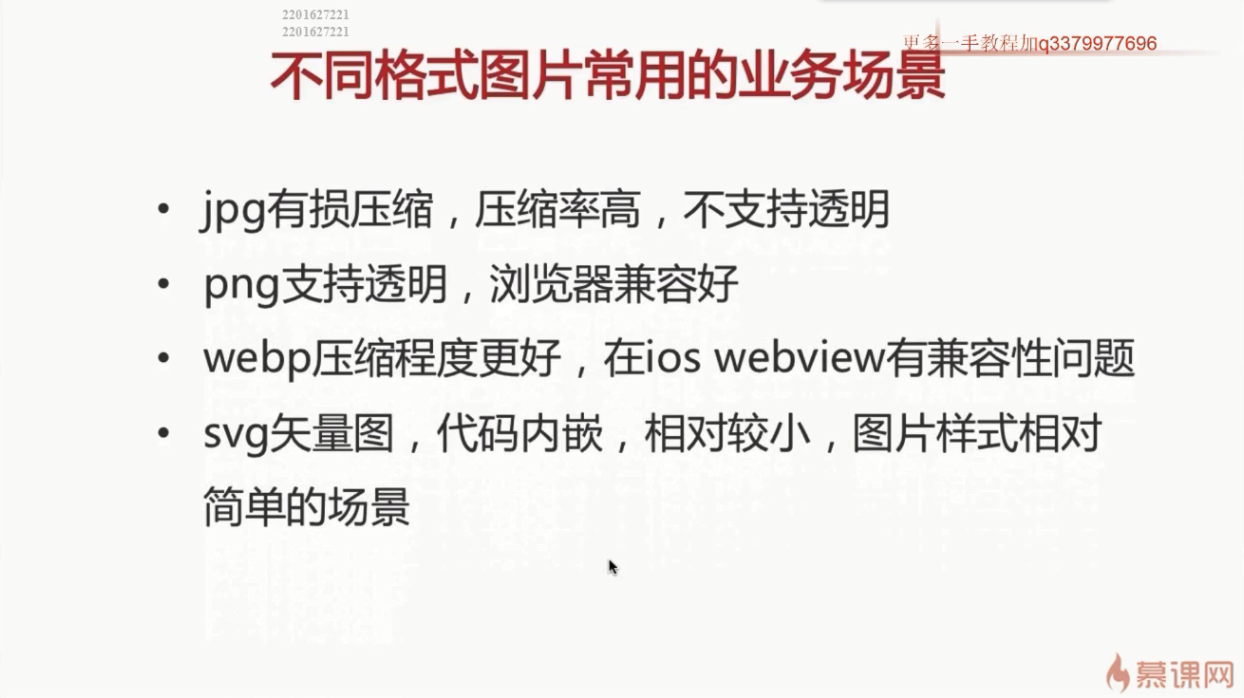 2201627221
2201627221
更多一手教程加q3379977696
不同格式图片常用的业务场景
• jpg有损压缩，压缩率高，不支持透明
• png支持透明，浏览器兼容好
• webp压缩程度更好，在ios webview有兼容性问题
• svg矢量图，代码内嵌，相对较小，图片样式相对
简单的场景
慕课网